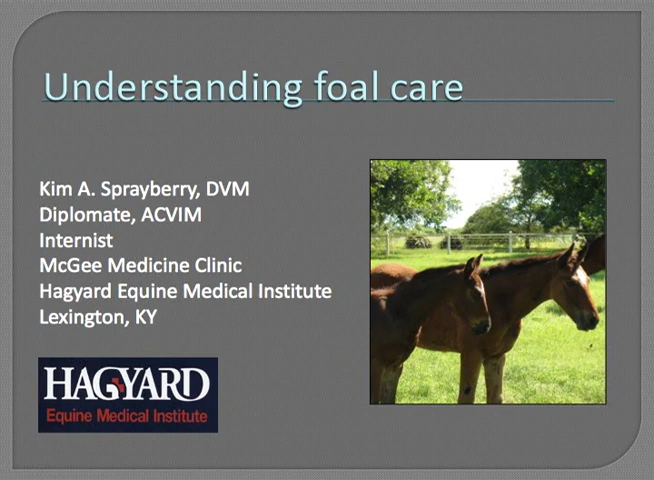 Understanding foal care
Kim A. Sprayberry, DVM
Diplomate, ACVIM
Internist
McGee Medicine Clinic
Hagyard Equine Medical Institute
Lexington, KY
HAGYARD
Equine Medical Institute